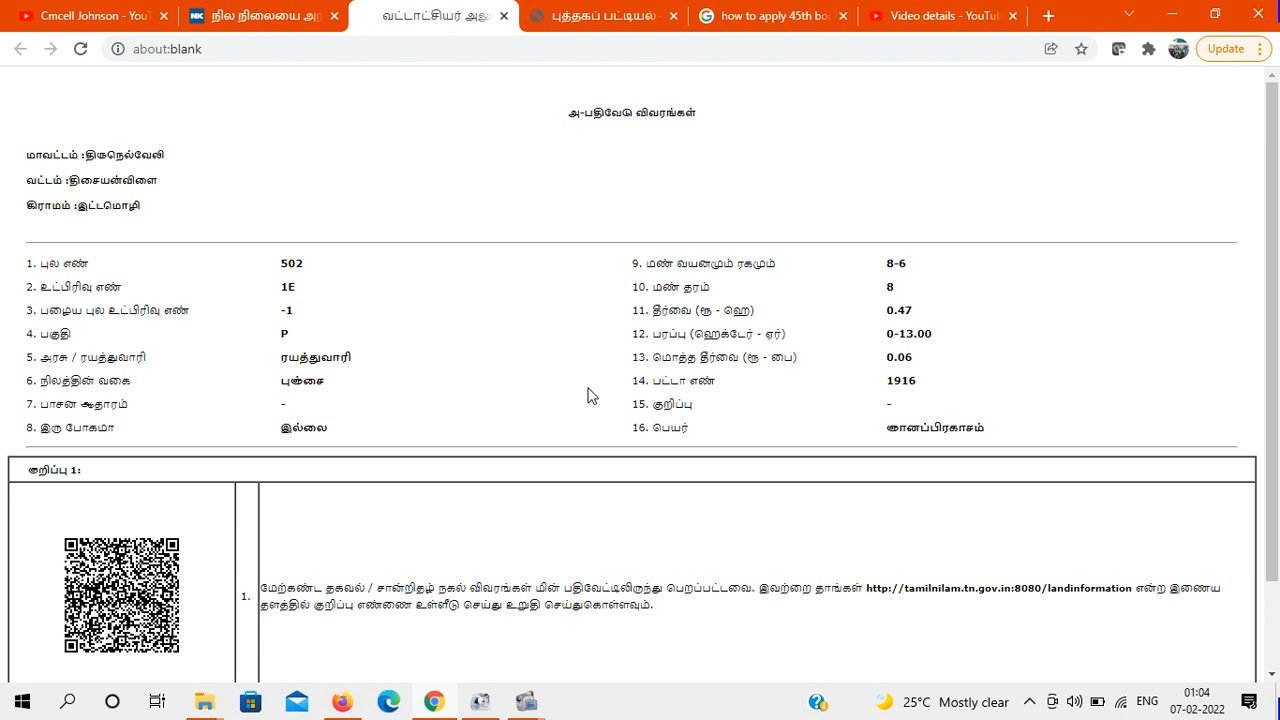 Cmcell Johnson - YouT
நில நிலையை அற
வட்டாட்சியர் அலு
புத்தகப் பட்டியல் -
how to apply 45th boo
Video details - YouTu
about:blank
Update
அ-பதிவேடு விவரங்கள்
மாவட்டம் :திருநெல்வேலி
வட்டம் :திசையன்விளை
கிராமம் :இட்டமொழி
1. புல எண் 502
9. மண் வயனமும் ரகமும் 8-6
2. உட்பிரிவு எண் 1E
10. மண் தரம் 8
3. பழைய புல உட்பிரிவு எண் -1
11. தீர்வை (ரூ - ஹெ) 0.47
4. பகுதி P
12. பரப்பு (ஹெக்டேர் - ஏர்) 0-13.00
5. அரசு / ரயத்துவாரி ரயத்துவாரி
13. மொத்த தீர்வை (ரூ - பை) 0.06
6. நிலத்தின் வகை புஞ்சை
14. பட்டா எண் 1916
7. பாசன ஆதாரம் -
15. குறிப்பு -
8. இரு போகமா இல்லை
16. பெயர் ஞானப்பிரகாசம்
குறிப்பு 1:
1. மேற்கண்ட தகவல் / சான்றிதழ் நகல் விவரங்கள் மின் பதிவேட்டிலிருந்து பெறப்பட்டவை. இவற்றை தாங்கள் http://tamilnilam.tn.gov.in:8080/landinformation என்ற இணைய
தளத்தில் குறிப்பு எண்ணை உள்ளீடு செய்து உறுதி செய்துகொள்ளவும்.
25°C Mostly clear
ENG
01:04
07-02-2022